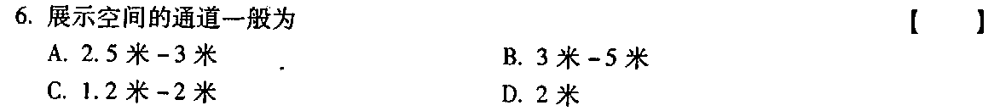 6. 展示空间的通道一般为 【 】
A. 2.5 米-3 米 B. 3 米-5 米
C. 1.2 米-2 米 D. 2 米